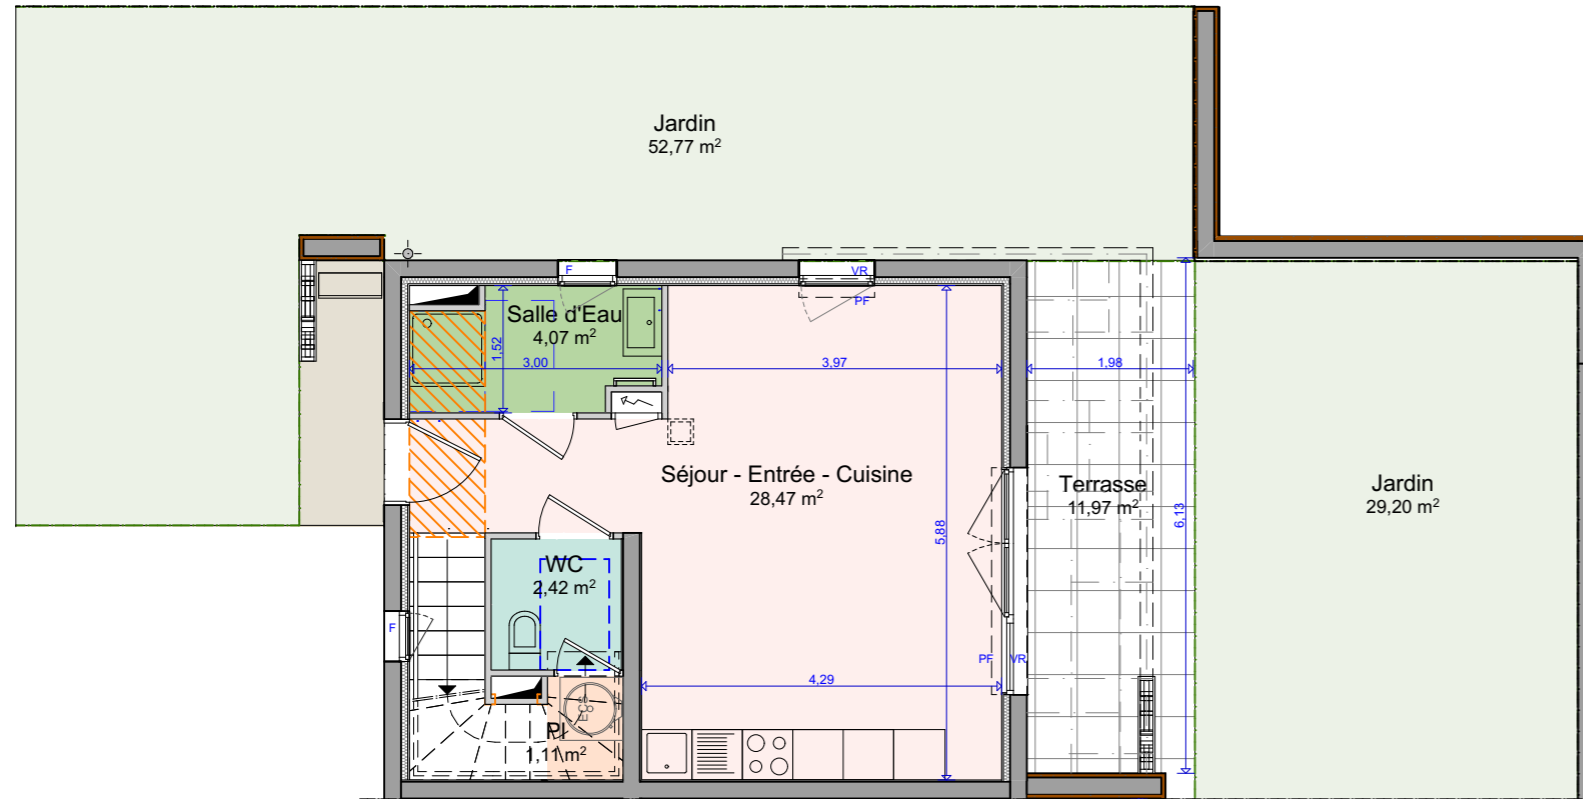 Jardin
52,77 m²
F
VR
PF
Salle d'Eau
4,07 m²
1,52
3,00
3,97
1,98
Séjour - Entrée - Cuisine
28,47 m²
Terrasse
11,97 m²
Jardin
29,20 m²
5,88
6,13
WC
2,42 m²
F
PF
VR
4,29
ECS
Pl
1,11 m²